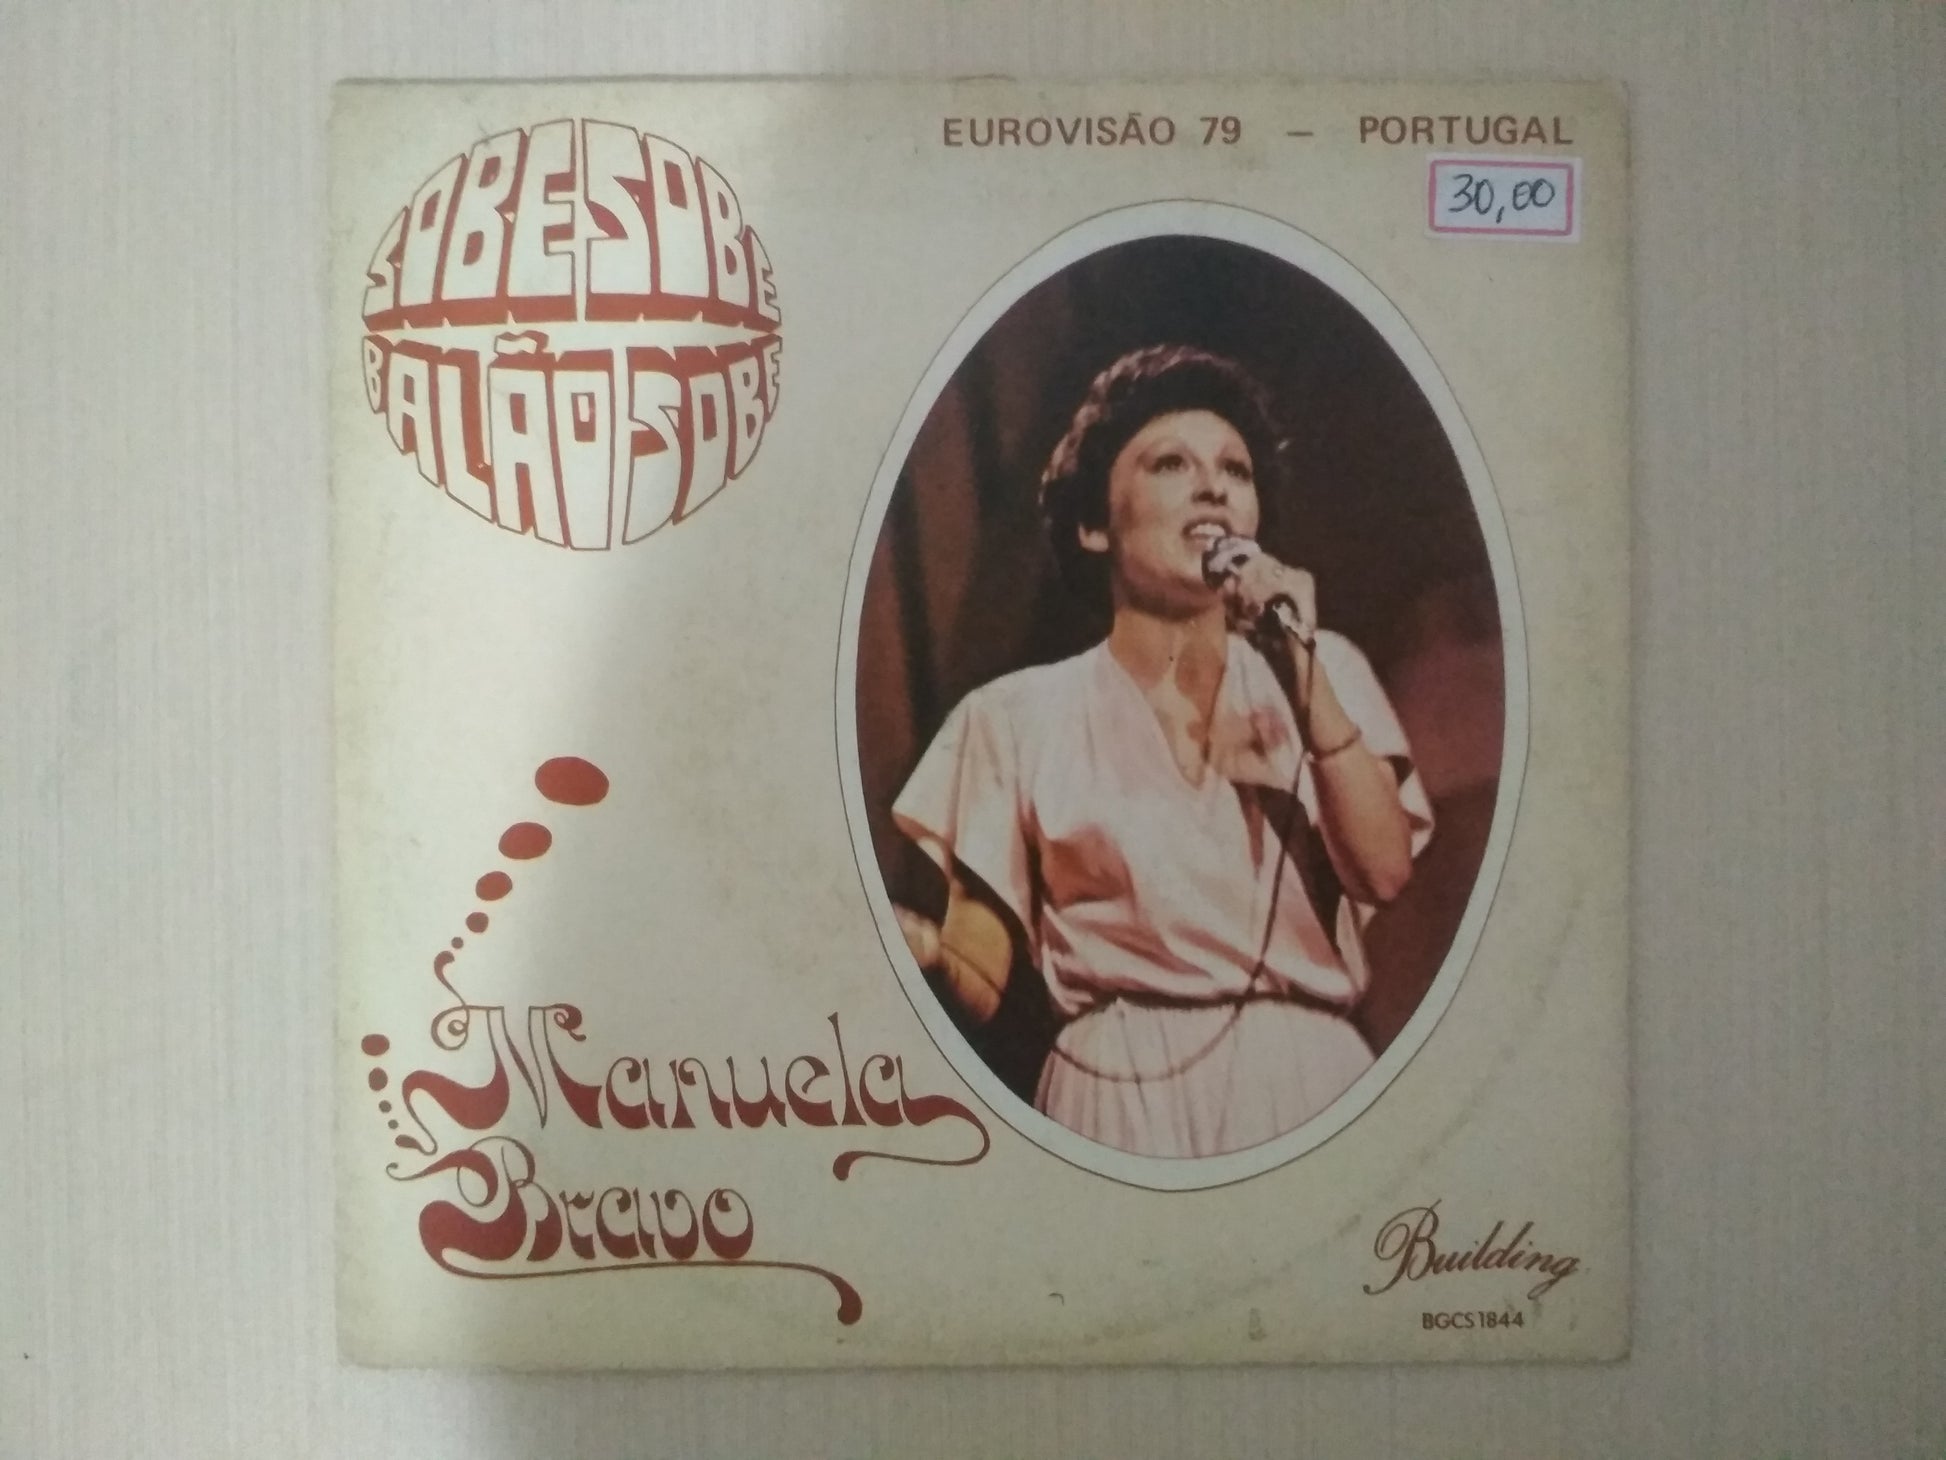 EUROVISÃO 79 — PORTUGAL
30,00
SOBE SOBE
BALÃO SOBE
Manuela
Bravo
Building
BGCS 1844